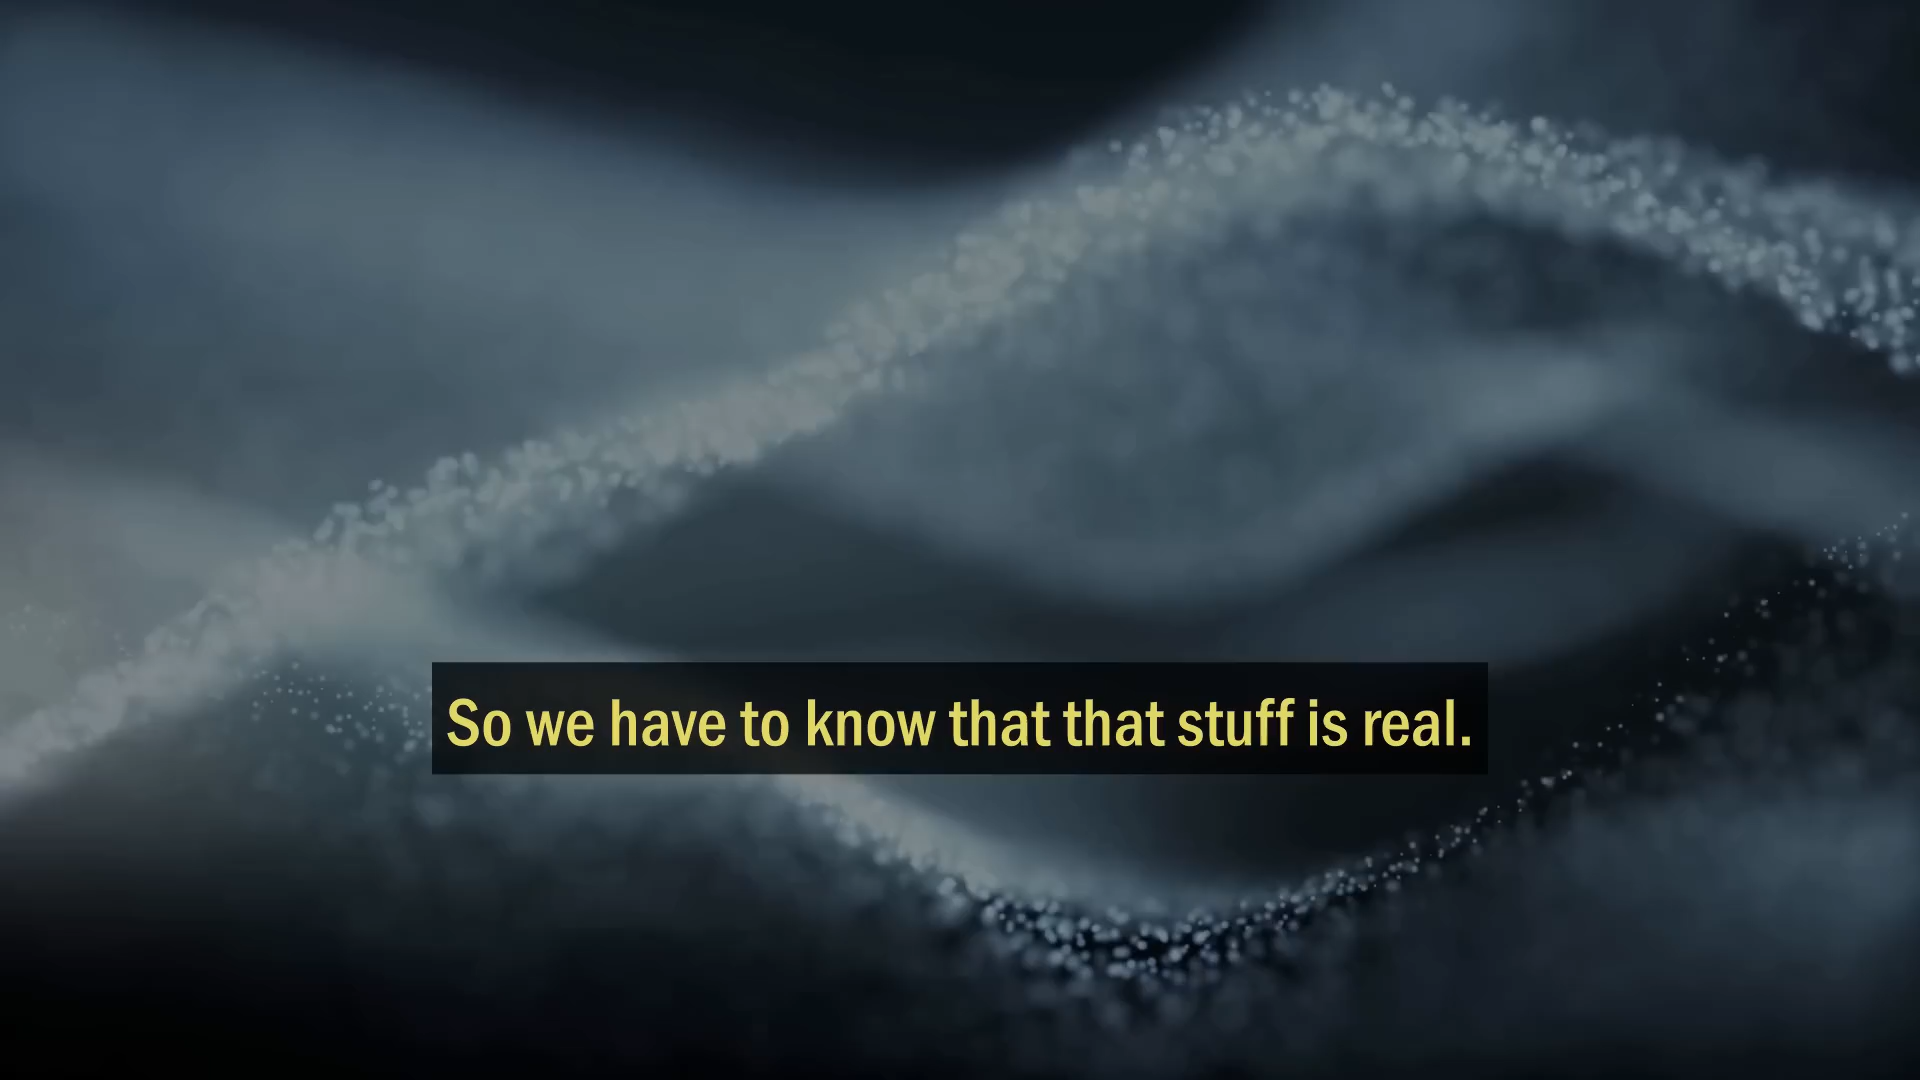 So we have to know that that stuff is real.